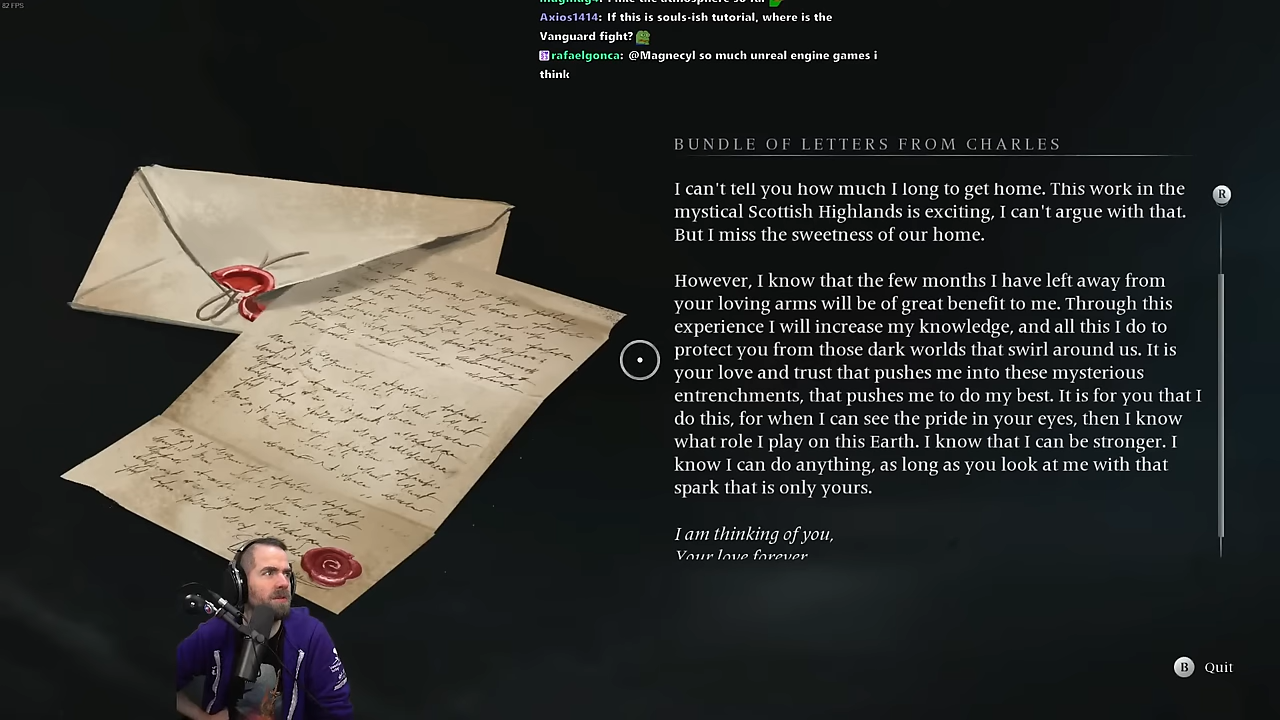 82 FPS
Axios1414: If this is souls-ish tutorial, where is the
Vanguard fight?
rafaelgonca: @Magnecyl so much unreal engine games i
think
BUNDLE OF LETTERS FROM CHARLES
I can't tell you how much I long to get home. This work in the
mystical Scottish Highlands is exciting, I can't argue with that.
But I miss the sweetness of our home.
However, I know that the few months I have left away from
your loving arms will be of great benefit to me. Through this
experience I will increase my knowledge, and all this I do to
protect you from those dark worlds that swirl around us. It is
your love and trust that pushes me into these mysterious
entrenchments, that pushes me to do my best. It is for you that I
do this, for when I can see the pride in your eyes, then I know
what role I play on this Earth. I know that I can be stronger. I
know I can do anything, as long as you look at me with that
spark that is only yours.
I am thinking of you,
Your love forever
R
B Quit